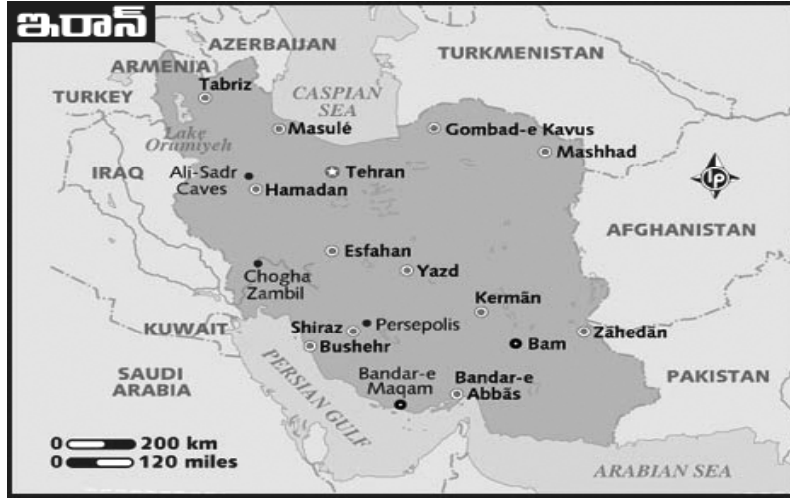 ఇరాన్
AZERBAIJAN
ARMENIA
TURKMENISTAN
TURKEY
Tabriz
CASPIAN
SEA
Lake
Orumiyeh
Masulé
Gombad-e Kavus
Mashhad
IRAQ
Ali-Sadr
Caves
Tehran
Hamadan
LP
AFGHANISTAN
Esfahan
Yazd
Chogha
Zambil
Kermān
KUWAIT
Shiraz
Persepolis
Bushehr
Bam
Zāhedān
SAUDI
ARABIA
PERSIAN GULF
Bandar-e
Maqam
Bandar-e
Abbās
PAKISTAN
0 200 km
0 120 miles
ARABIAN SEA